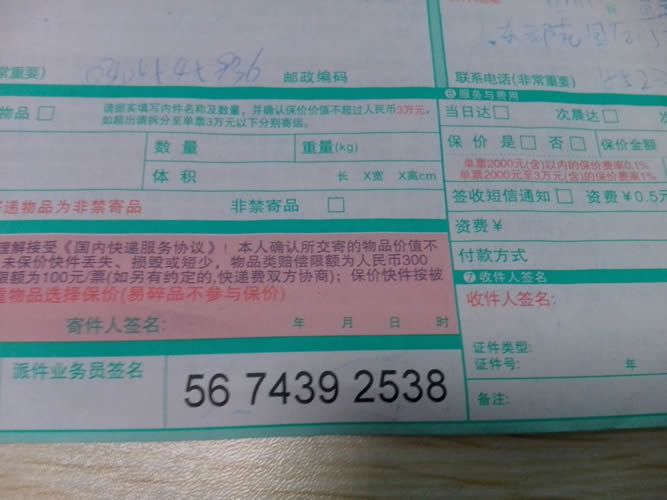 常重要)
邮政编码
联系电话(非常重要)
物品
请据实填写内件名称及数量，并确认保价价值不超过人民币3万元，
如超出请拆分至单票3万元以下分别寄运。
⑥服务与费用
当日达
次晨达
数 量
重量(kg)
保 价 是 否
保价金额
单票2000元(含)以内的保价费率0.1%
单票2000元至3万元(含)的保价费率1%
体 积
长 X宽 X高cm
签收短信通知
资费￥0.5元
递物品为非禁寄品
非禁寄品
资费￥
理解接受《国内快递服务协议》！本人确认所交寄的物品价值不
未保价快件丢失、损毁或短少，物品类赔偿限额为人民币300
限额为100元/票(如另有约定的,快递费双方协商)；保价快件按被
物品选择保价(易碎品不参与保价)
付款方式
⑦收件人签名
收件人签名:
寄件人签名:
年 月 日 时
证件类型:
证件号:
年
派件业务员签名
56 7439 2538
备注: